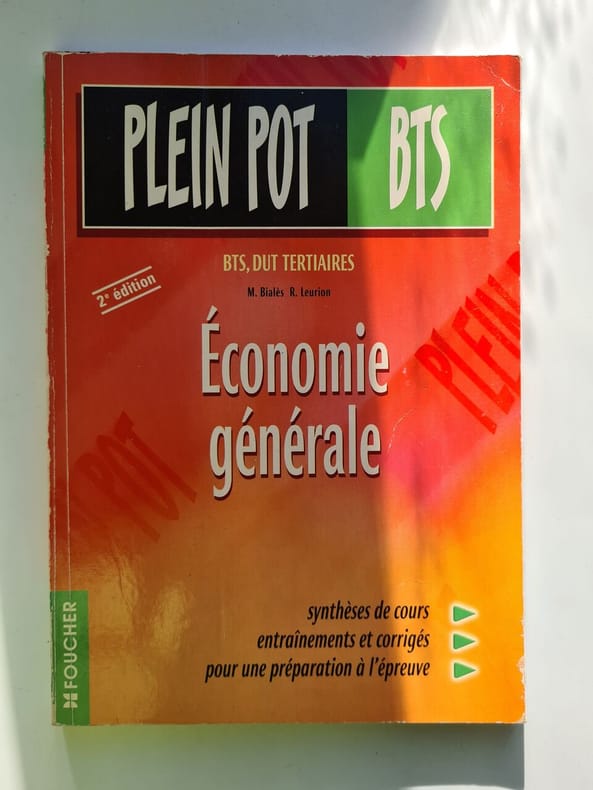 PLEIN POT BTS
BTS, DUT TERTIAIRES
2e édition
M. Bialès R. Leurion
Économie
générale
PLEIN
POT
synthèses de cours
entraînements et corrigés
pour une préparation à l'épreuve
FOUCHER